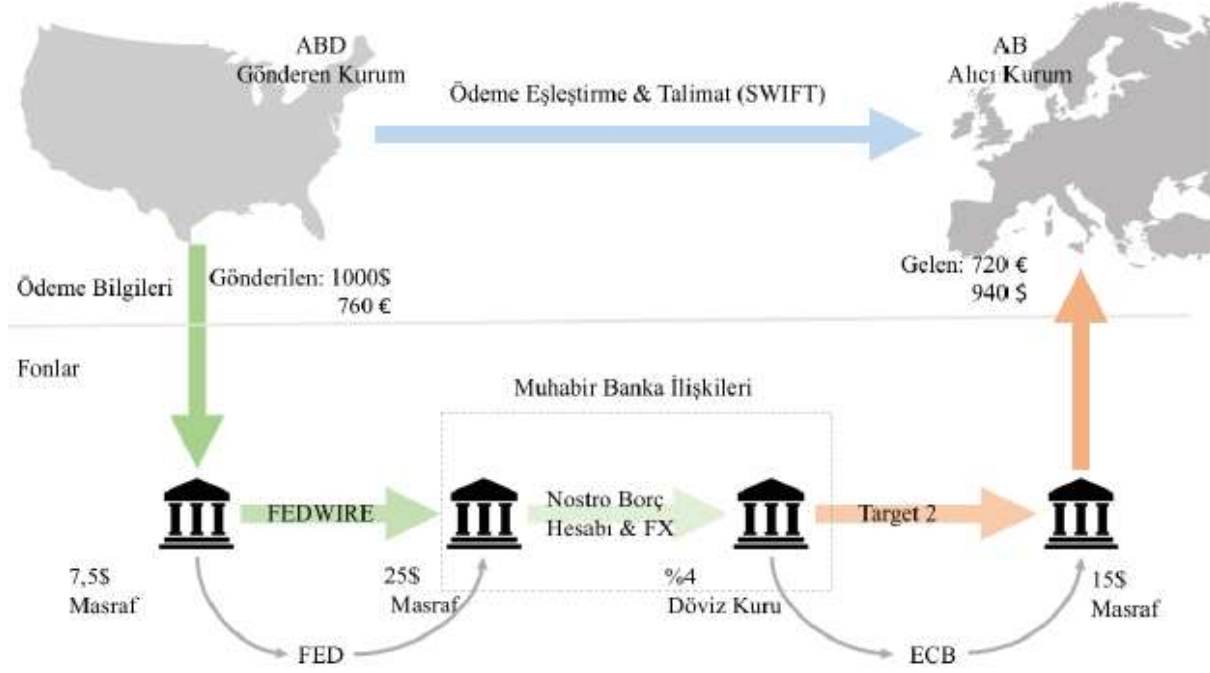 ABD
Gönderen Kurum
AB
Alıcı Kurum
Ödeme Eşleştirme & Talimat (SWIFT)
Ödeme Bilgileri
Gönderilen: 1000$
760 €
Gelen: 720 €
940 $
Fonlar
Muhabir Banka İlişkileri
FEDWIRE
Nostro Borç
Hesabı & FX
Target 2
7,5$
Masraf
25$
Masraf
%4
Döviz Kuru
15$
Masraf
FED
ECB